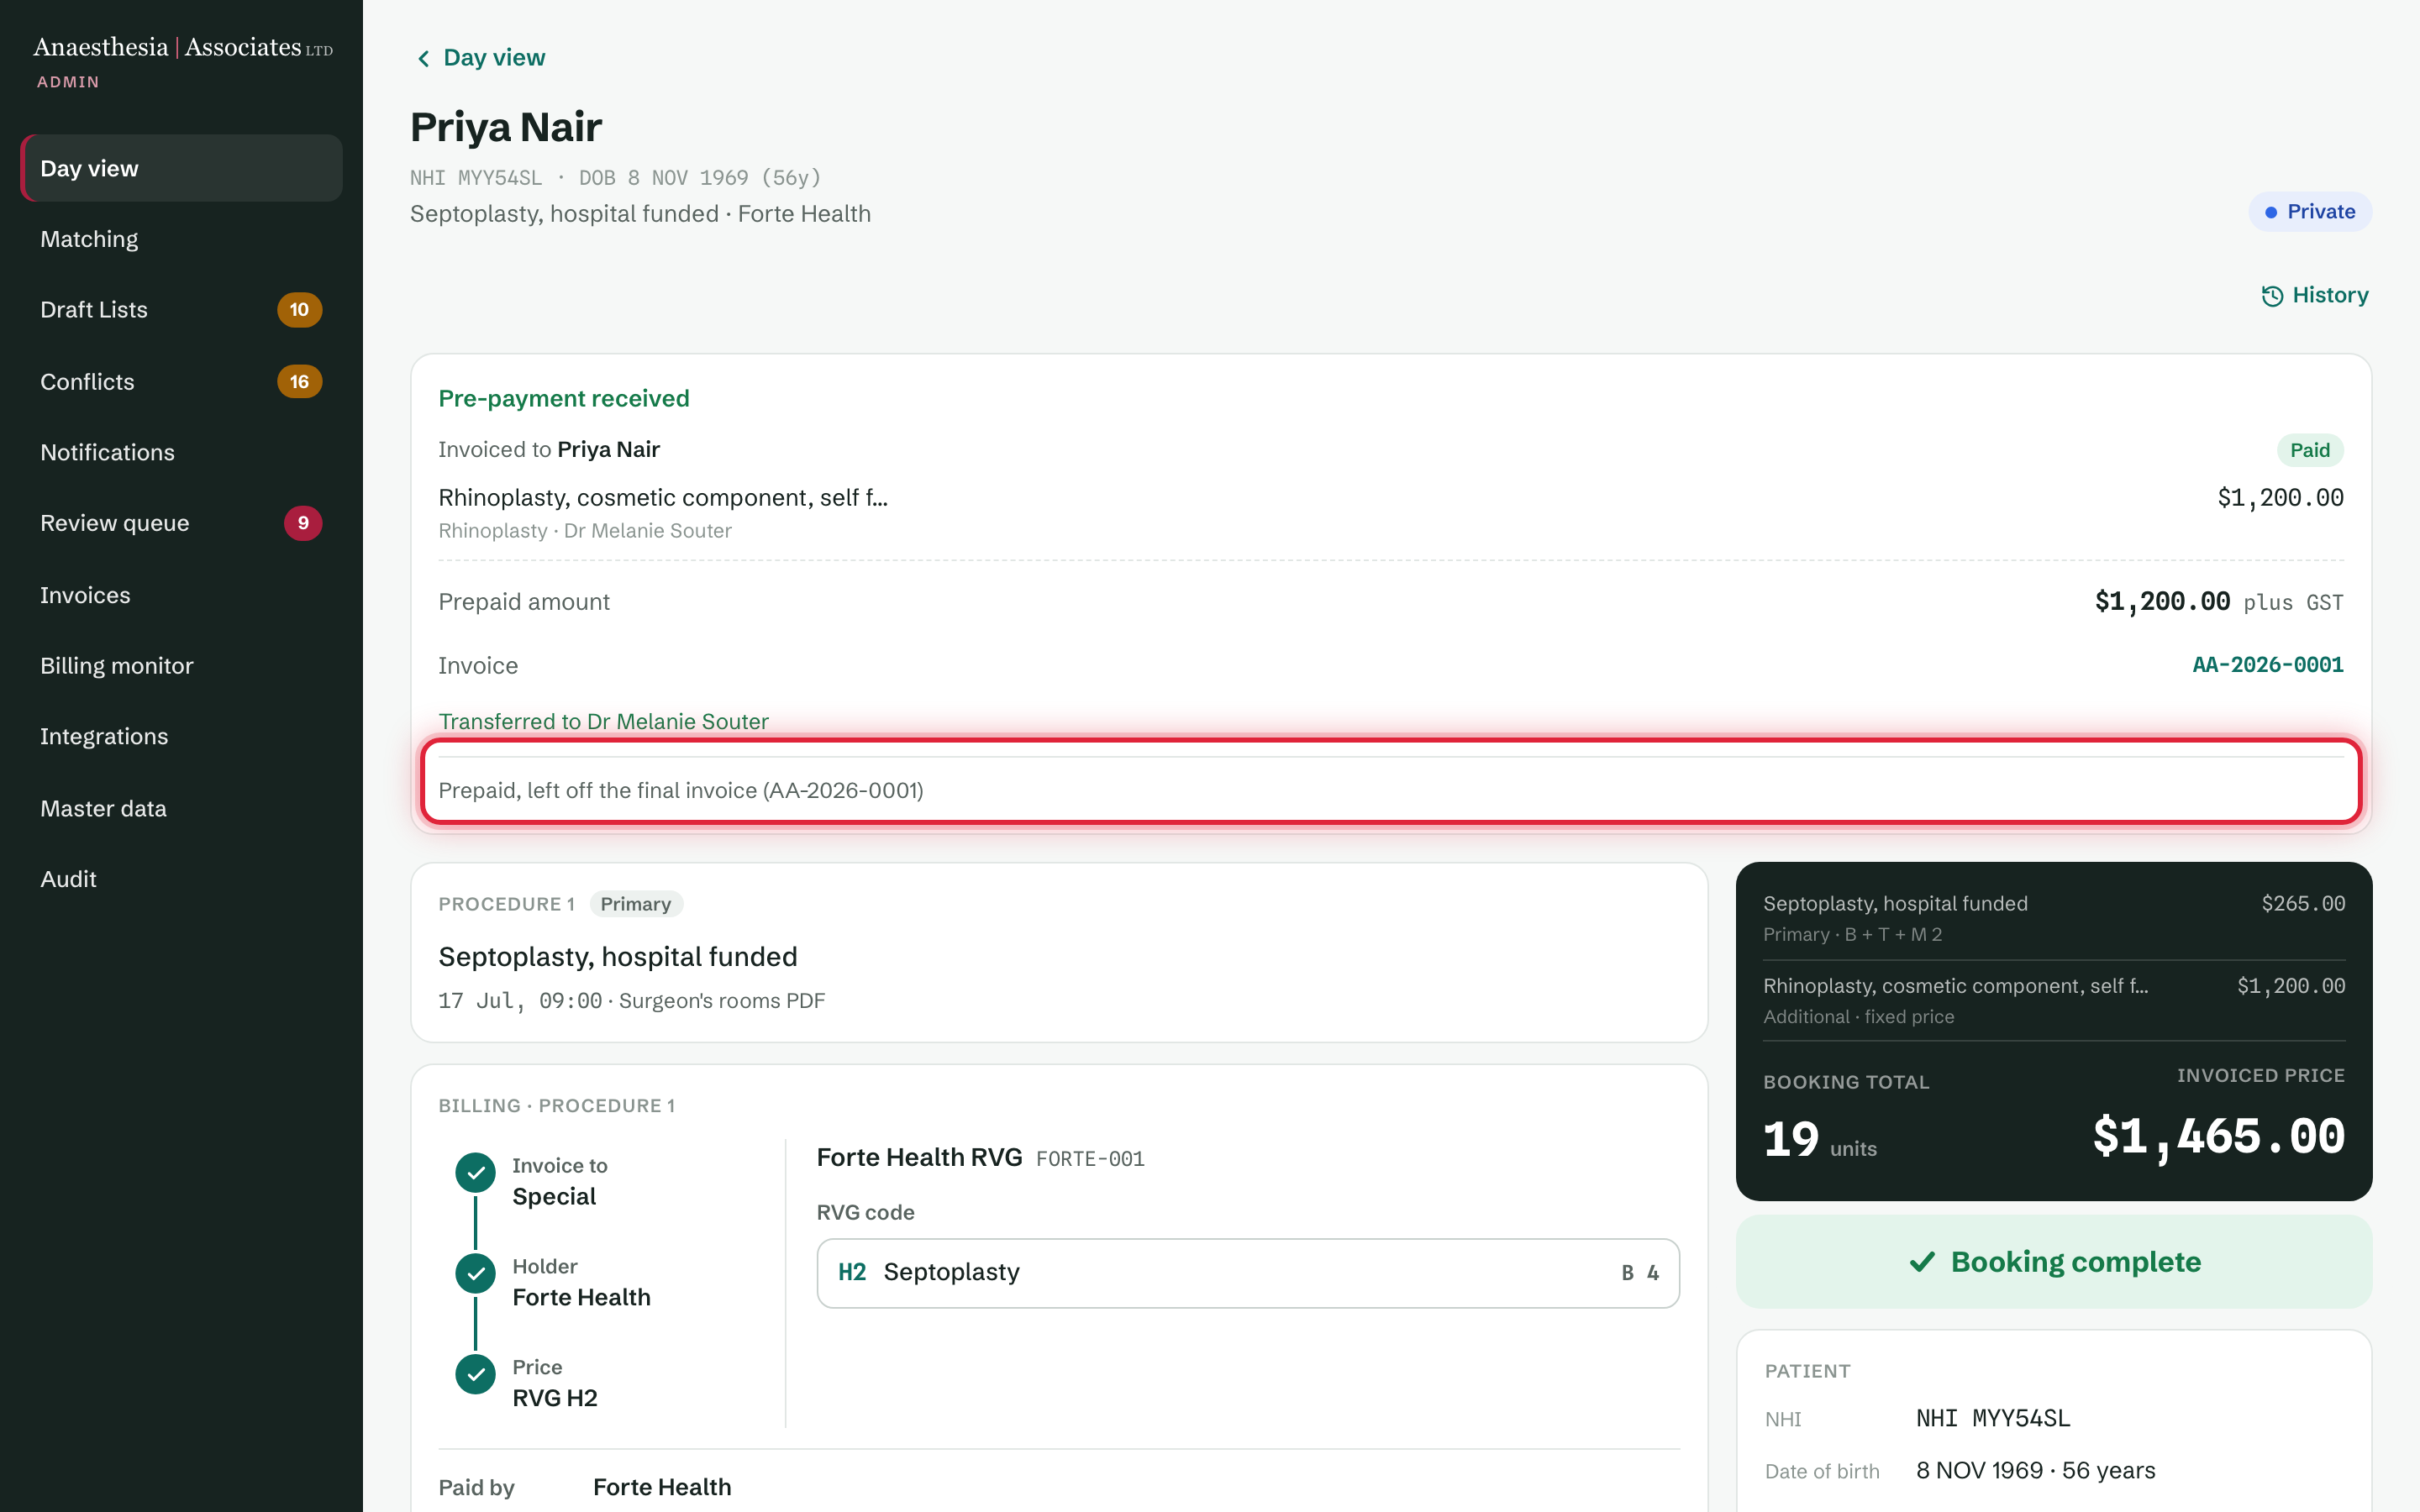 Anaesthesia | Associates LTD
ADMIN
Day view
Matching
Draft Lists 10
Conflicts 16
Notifications
Review queue 9
Invoices
Billing monitor
Integrations
Master data
Audit
Day view
Priya Nair
NHI MYY54SL · DOB 8 NOV 1969 (56y)
Septoplasty, hospital funded · Forte Health
Private
History
Pre-payment received
Invoiced to Priya Nair Paid
Rhinoplasty, cosmetic component, self f... $1,200.00
Rhinoplasty · Dr Melanie Souter
Prepaid amount $1,200.00 plus GST
Invoice AA-2026-0001
Transferred to Dr Melanie Souter
Prepaid, left off the final invoice (AA-2026-0001)
PROCEDURE 1 Primary
Septoplasty, hospital funded
17 Jul, 09:00 · Surgeon's rooms PDF
BILLING · PROCEDURE 1
Invoice to
Special
Holder
Forte Health
Price
RVG H2
Forte Health RVG FORTE-001
RVG code
H2 Septoplasty B 4
Paid by Forte Health
Septoplasty, hospital funded $265.00
Primary · B + T + M 2
Rhinoplasty, cosmetic component, self f... $1,200.00
Additional · fixed price
BOOKING TOTAL INVOICED PRICE
19 units $1,465.00
Booking complete
PATIENT
NHI NHI MYY54SL
Date of birth 8 NOV 1969 · 56 years